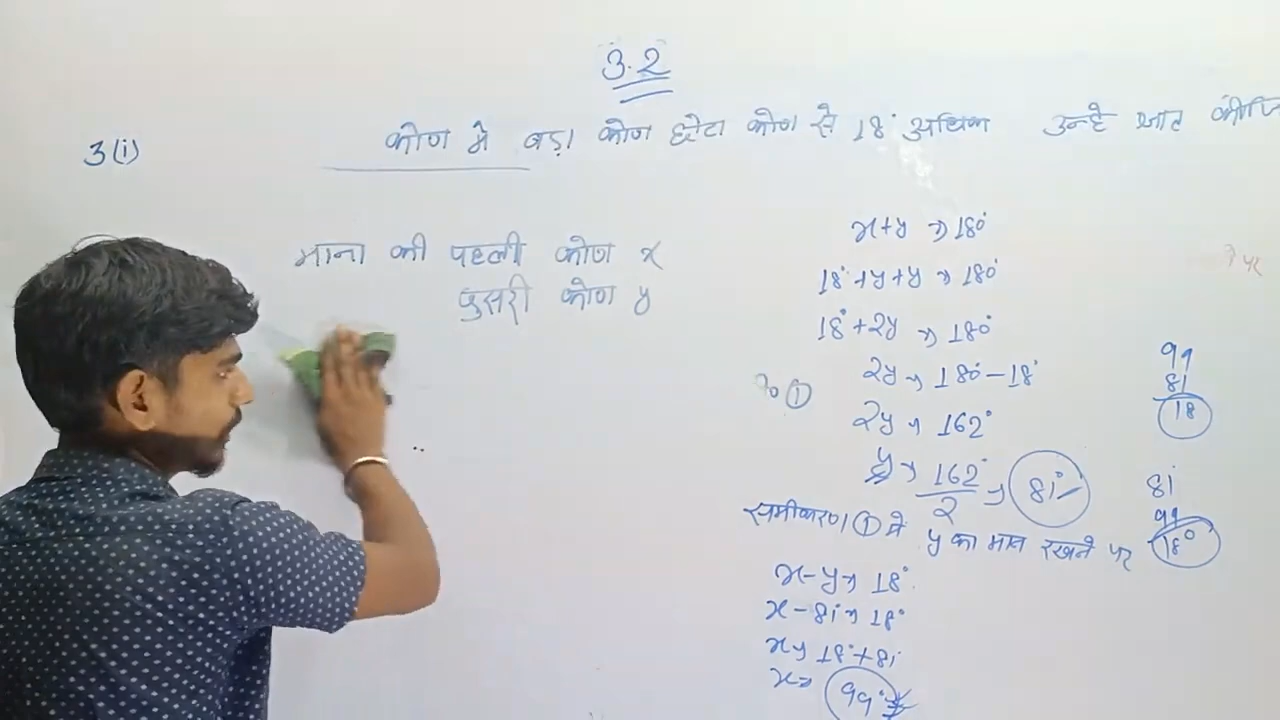 3.2
3(i)
कोण मे बड़ा कोण छोटा कोण से 18° अधिक उन्हे ज्ञात कीजि
माना की पहली कोण x
दुसरी कोण y
x+y ⇒ 180°
18°+y+y ⇒ 180°
18°+2y ⇒ 180°
2y ⇒ 180°-18°
①
2y ⇒ 162°
y ⇒ 162°/2 ⇒ 81°
समीकरण ① मे y का मान रखने पर
x-y ⇒ 18°
x-81° ⇒ 18°
x ⇒ 18°+81°
x ⇒ 99°
99
81
18
81
99
180